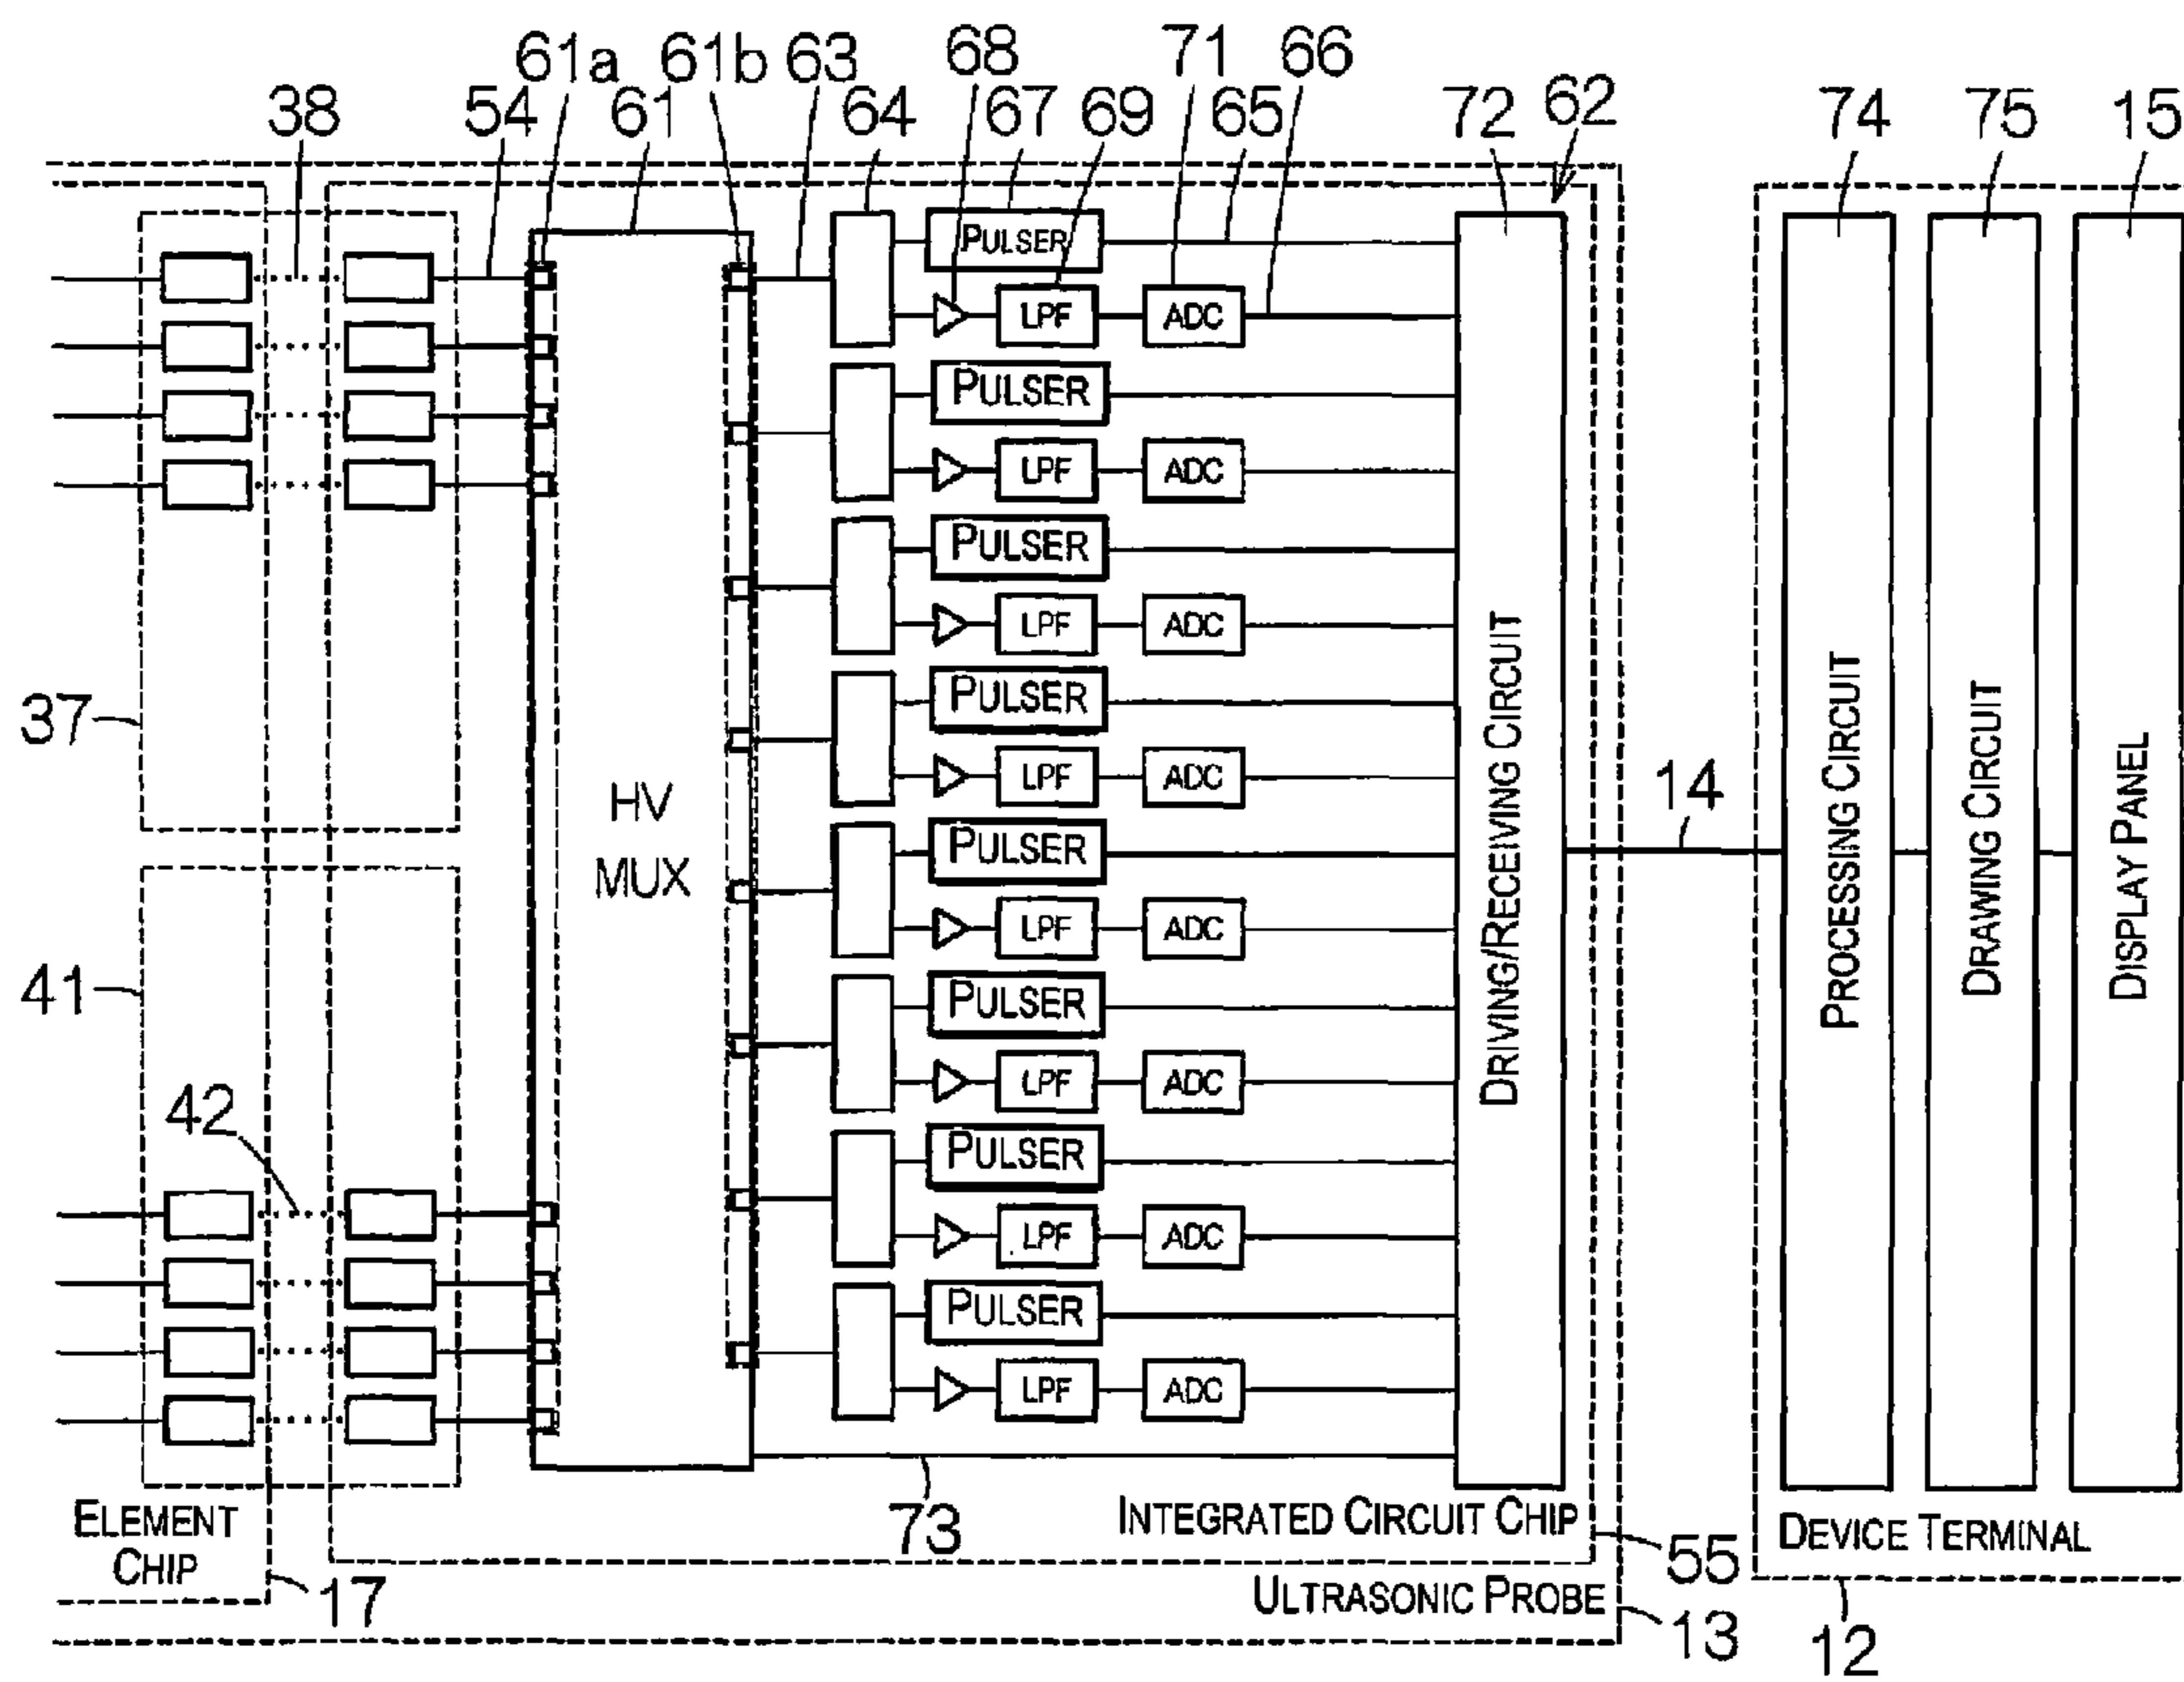 61a 61b 63 68 71 66
38 54 61 64 67 69 65 72 62 74 75 15
PULSER
LPF ADC
PULSER
LPF ADC
PULSER
LPF ADC
37
PULSER
LPF ADC
HV
MUX
PULSER
LPF ADC
41
PULSER
LPF ADC
42
PULSER
LPF ADC
PULSER
LPF ADC
DRIVING/RECEIVING CIRCUIT
14
PROCESSING CIRCUIT
DRAWING CIRCUIT
DISPLAY PANEL
ELEMENT
CHIP
17
73
INTEGRATED CIRCUIT CHIP
55
ULTRASONIC PROBE
13
DEVICE TERMINAL
12